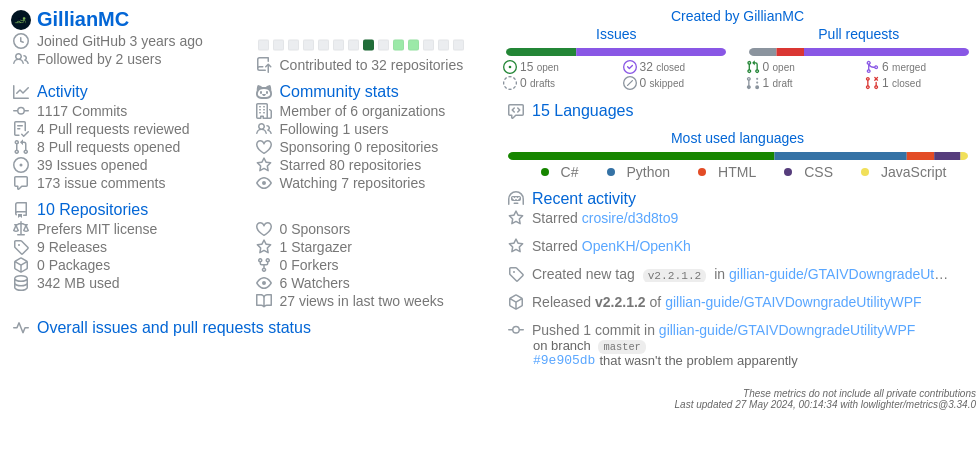 GillianMC
Joined GitHub 3 years ago
Followed by 2 users
Contributed to 32 repositories
Activity
1117 Commits
4 Pull requests reviewed
8 Pull requests opened
39 Issues opened
173 issue comments
Community stats
Member of 6 organizations
Following 1 users
Sponsoring 0 repositories
Starred 80 repositories
Watching 7 repositories
10 Repositories
Prefers MIT license
9 Releases
0 Packages
342 MB used
0 Sponsors
1 Stargazer
0 Forkers
6 Watchers
27 views in last two weeks
Overall issues and pull requests status
Created by GillianMC
Issues
15 open
32 closed
0 drafts
0 skipped
Pull requests
0 open
6 merged
1 draft
1 closed
15 Languages
Most used languages
C# Python HTML CSS JavaScript
Recent activity
Starred crosire/d3d8to9
Starred OpenKH/OpenKh
Created new tag v2.2.1.2 in gillian-guide/GTAIVDowngradeUt…
Released v2.2.1.2 of gillian-guide/GTAIVDowngradeUtilityWPF
Pushed 1 commit in gillian-guide/GTAIVDowngradeUtilityWPF
on branch master
#9e905db that wasn't the problem apparently
These metrics do not include all private contributions
Last updated 27 May 2024, 00:14:34 with lowlighter/metrics@3.34.0